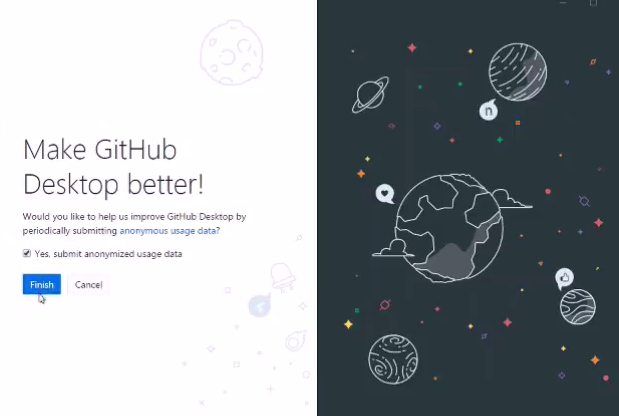 Make GitHub
Desktop better!
Would you like to help us improve GitHub Desktop by
periodically submitting anonymous usage data?
Yes, submit anonymized usage data
Finish
Cancel
n